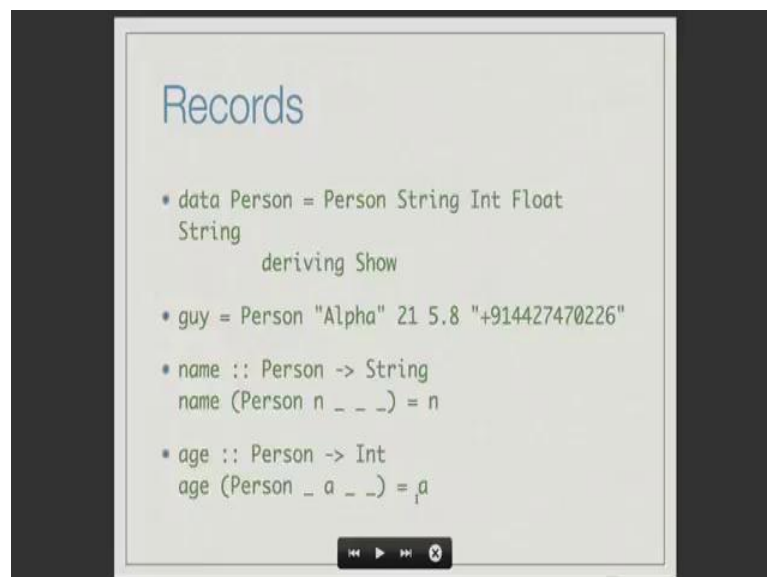 Records
• data Person = Person String Int Float
String
deriving Show
• guy = Person "Alpha" 21 5.8 "+914427470226"
• name :: Person -> String
name (Person n _ _ _) = n
• age :: Person -> Int
age (Person _ a _ _) = a